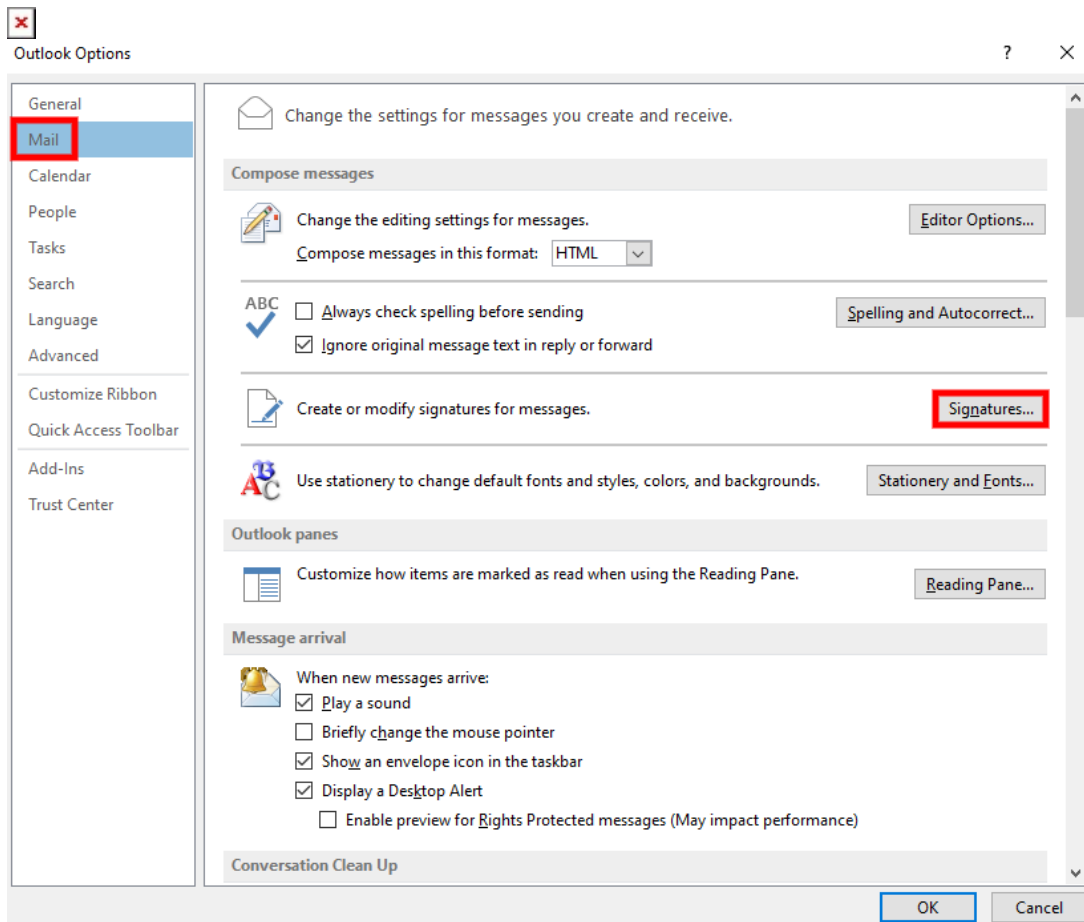 Outlook Options
?
General
Mail
Calendar
People
Tasks
Search
Language
Advanced
Customize Ribbon
Quick Access Toolbar
Add-Ins
Trust Center
Change the settings for messages you create and receive.
Compose messages
Change the editing settings for messages.
Editor Options...
Compose messages in this format:
HTML
ABC
Always check spelling before sending
Spelling and Autocorrect...
Ignore original message text in reply or forward
Create or modify signatures for messages.
Signatures...
Use stationery to change default fonts and styles, colors, and backgrounds.
Stationery and Fonts...
Outlook panes
Customize how items are marked as read when using the Reading Pane.
Reading Pane...
Message arrival
When new messages arrive:
Play a sound
Briefly change the mouse pointer
Show an envelope icon in the taskbar
Display a Desktop Alert
Enable preview for Rights Protected messages (May impact performance)
Conversation Clean Up
OK
Cancel